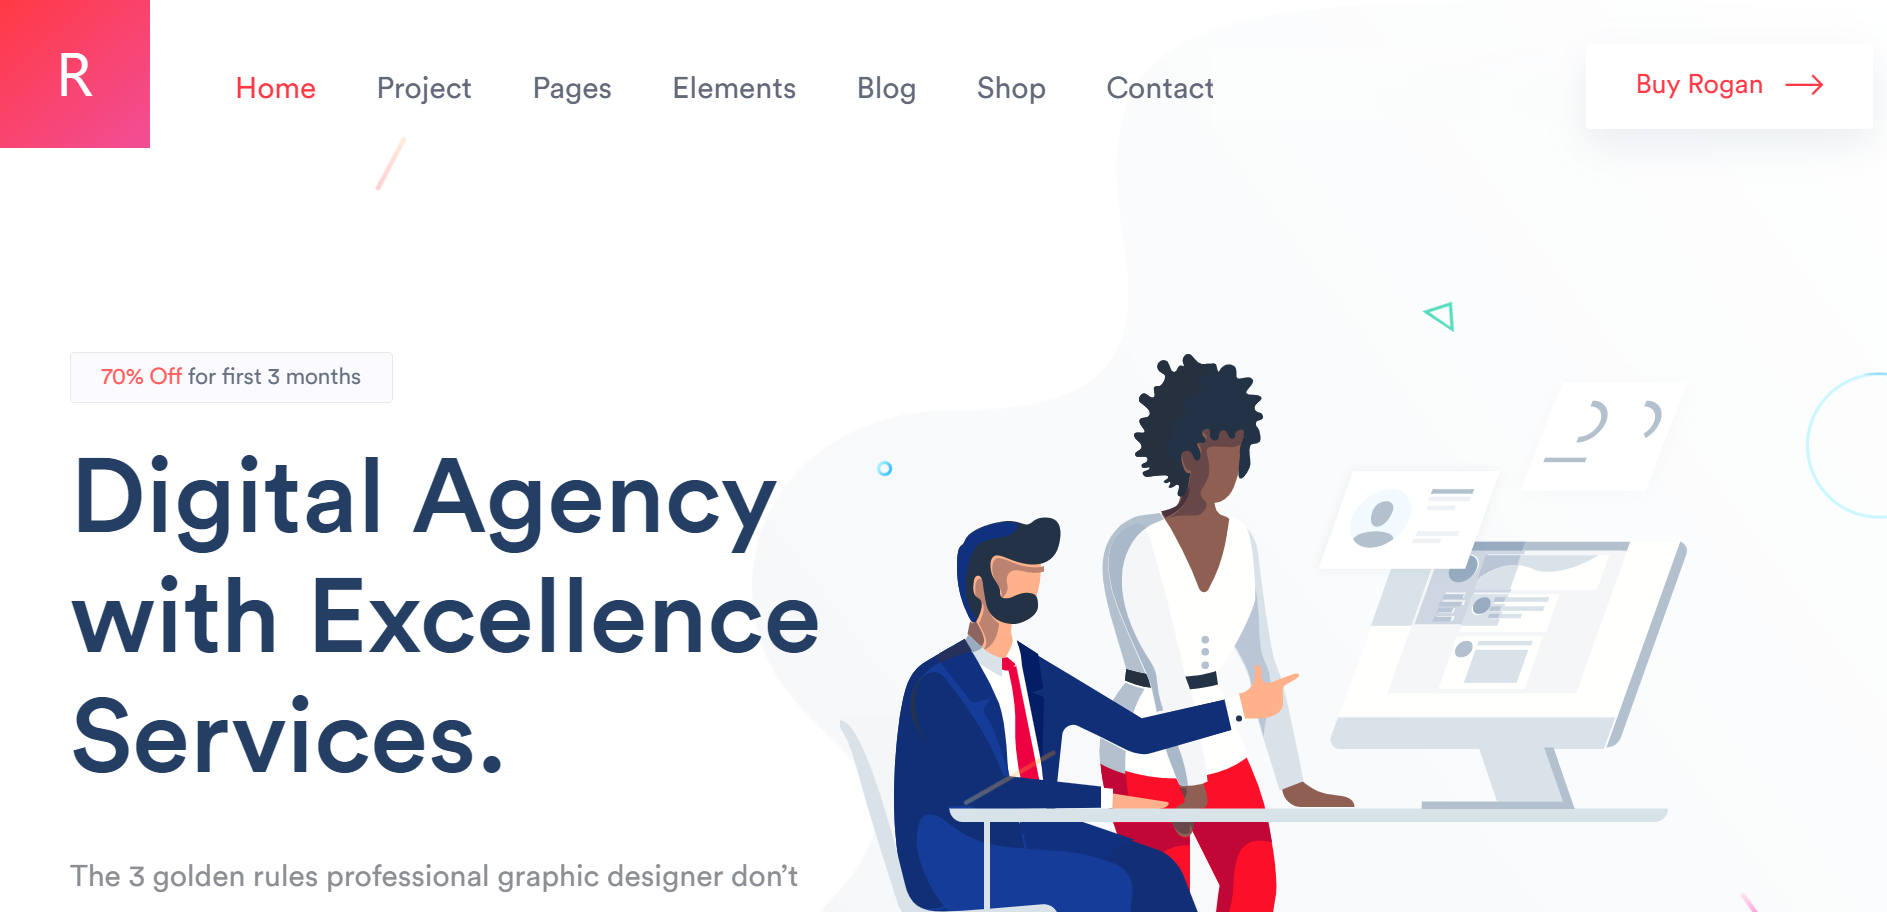 R
Home Project Pages Elements Blog Shop Contact
Buy Rogan
70% Off for first 3 months
Digital Agency
with Excellence
Services.
The 3 golden rules professional graphic designer don’t